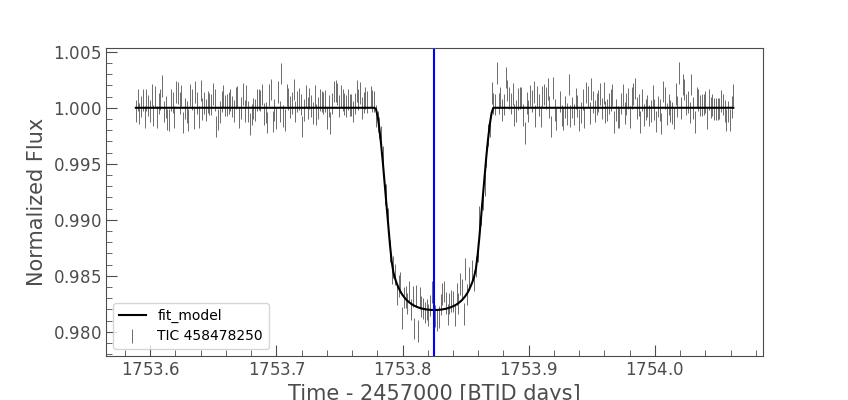 1.005
1.000
0.995
0.990
0.985
0.980
Normalized Flux
fit_model
TIC 458478250
1753.6 1753.7 1753.8 1753.9 1754.0
Time - 2457000 [BTJD days]